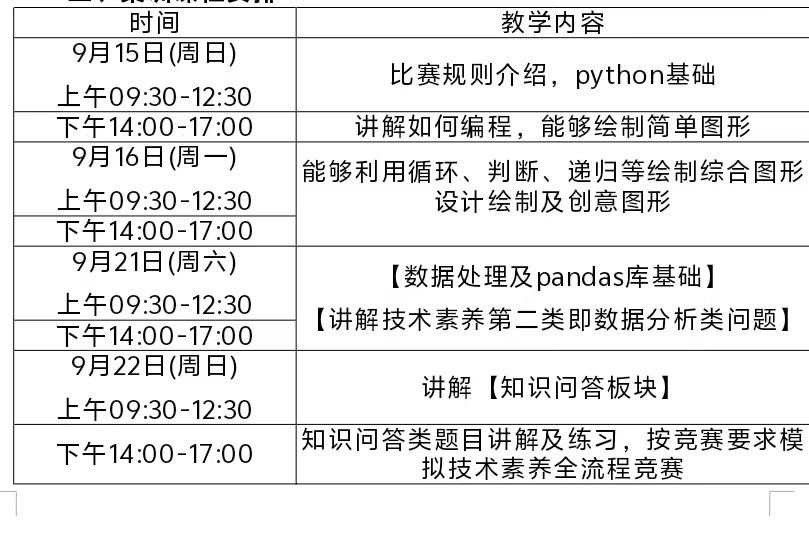 时间
教学内容
9月15日(周日)
上午09:30-12:30
比赛规则介绍，python基础
下午14:00-17:00
讲解如何编程，能够绘制简单图形
9月16日(周一)
上午09:30-12:30
能够利用循环、判断、递归等绘制综合图形
设计绘制及创意图形
下午14:00-17:00
9月21日(周六)
上午09:30-12:30
【数据处理及pandas库基础】
【讲解技术素养第二类即数据分析类问题】
下午14:00-17:00
9月22日(周日)
上午09:30-12:30
讲解【知识问答板块】
下午14:00-17:00
知识问答类题目讲解及练习，按竞赛要求模
拟技术素养全流程竞赛